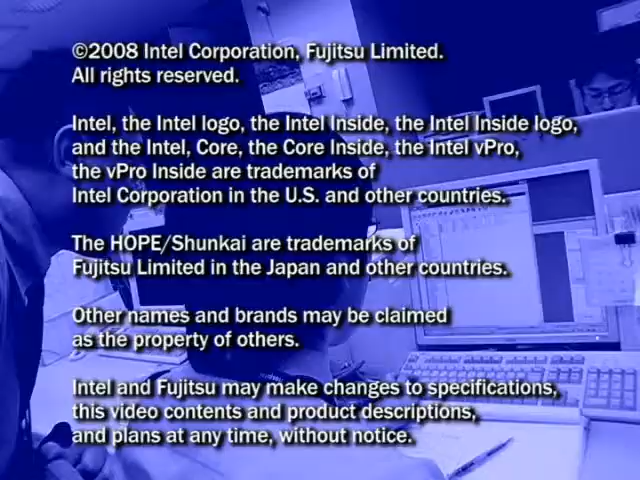 ©2008 Intel Corporation, Fujitsu Limited.
All rights reserved.
Intel, the Intel logo, the Intel Inside, the Intel Inside logo,
and the Intel, Core, the Core Inside, the Intel vPro,
the vPro Inside are trademarks of
Intel Corporation in the U.S. and other countries.
The HOPE/Shunkai are trademarks of
Fujitsu Limited in the Japan and other countries.
Other names and brands may be claimed
as the property of others.
Intel and Fujitsu may make changes to specifications,
this video contents and product descriptions,
and plans at any time, without notice.